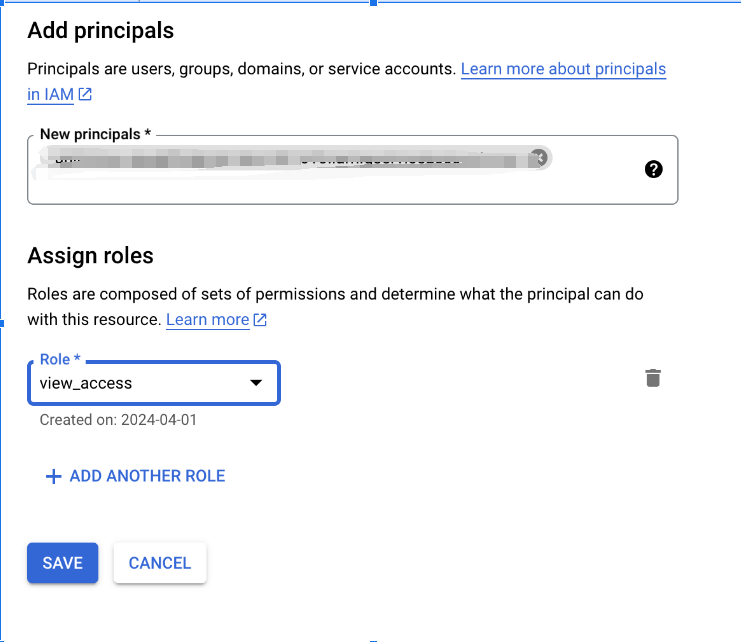 Add principals
Principals are users, groups, domains, or service accounts. Learn more about principals
in IAM
New principals *
Assign roles
Roles are composed of sets of permissions and determine what the principal can do
with this resource. Learn more
Role *
view_access
Created on: 2024-04-01
+ ADD ANOTHER ROLE
SAVE CANCEL